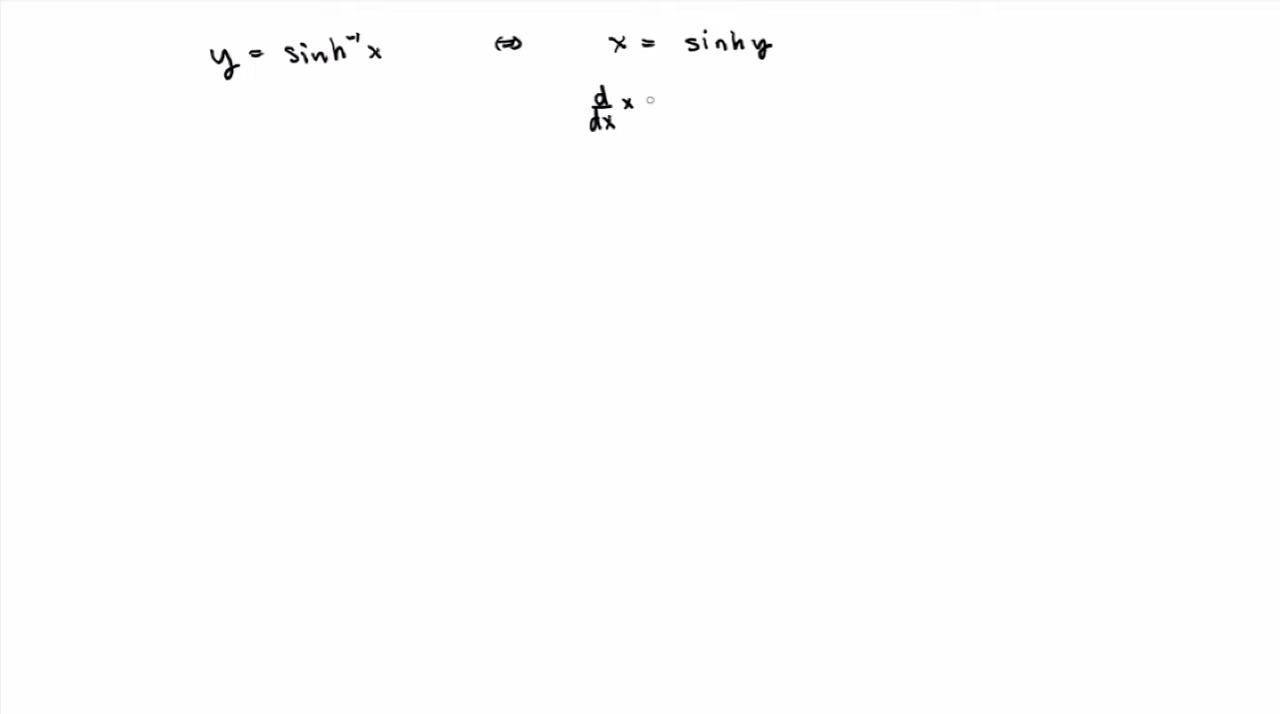 y = sinh⁻¹x ⇔ x = sinh y
d/dx x